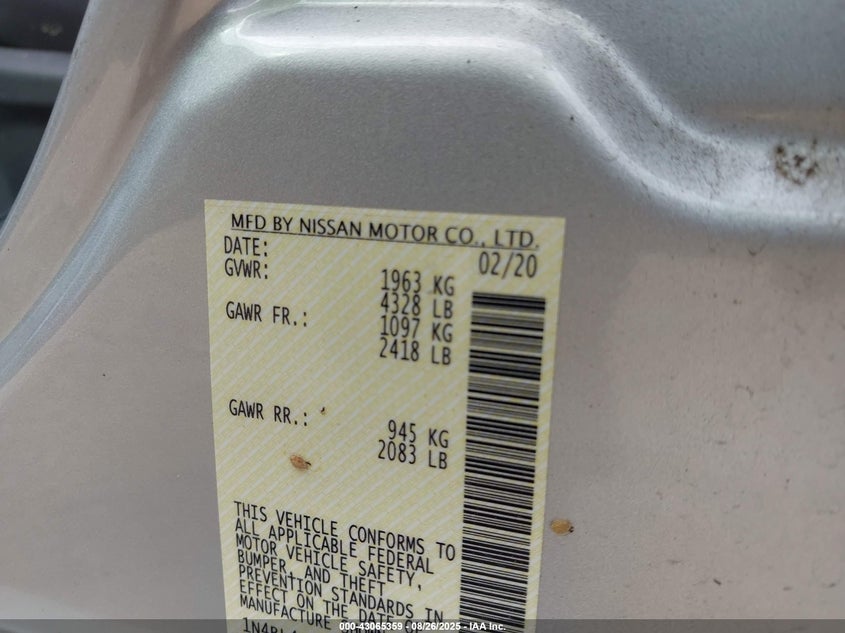 MFD BY NISSAN MOTOR CO., LTD.
DATE: 02/20
GVWR: 1963 KG
4328 LB
GAWR FR.: 1097 KG
2418 LB
GAWR RR.: 945 KG
2083 LB
THIS VEHICLE CONFORMS TO
ALL APPLICABLE FEDERAL
MOTOR VEHICLE SAFETY,
BUMPER, AND THEFT
PREVENTION STANDARDS IN
EFFECT ON THE DATE OF
MANUFACTURE
000-43065359 | 08/26/2025 - IAA Inc.